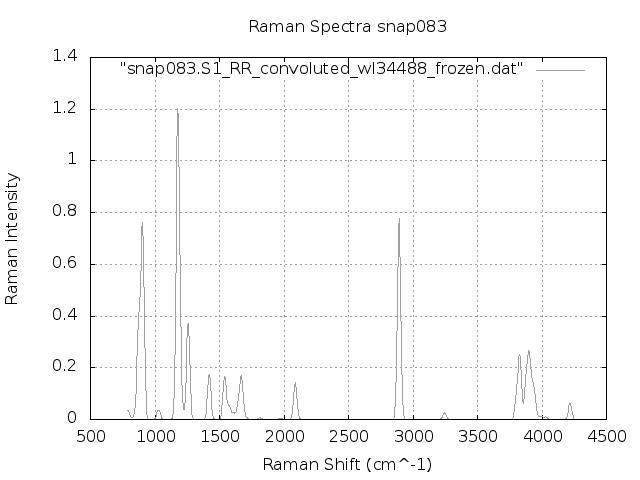 Raman Spectra snap083
"snap083.S1_RR_convoluted_wl34488_frozen.dat"
Raman Intensity
1.4
1.2
1
0.8
0.6
0.4
0.2
0
500 1000 1500 2000 2500 3000 3500 4000 4500
Raman Shift (cm^-1)